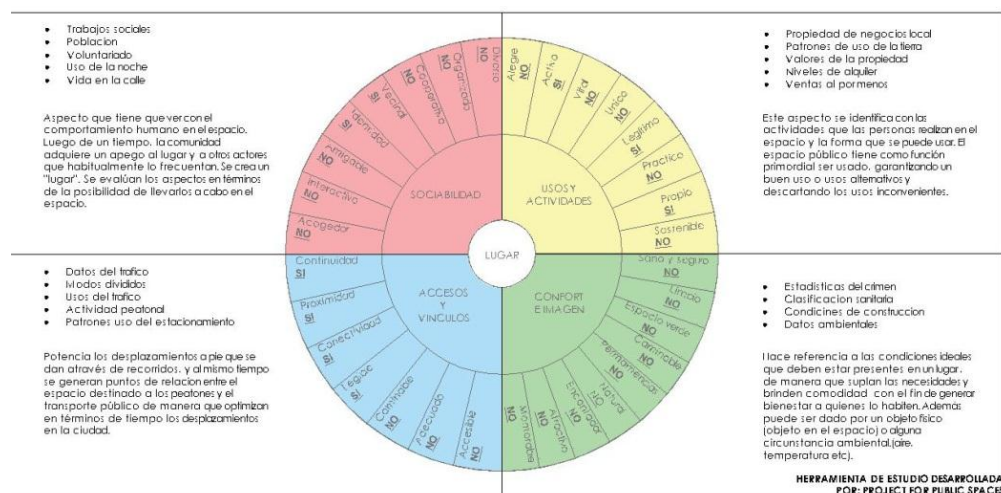 Trabajos sociales
Poblacion
Voluntariado
Uso de la noche
Vida en la calle
Aspecto que tiene que ver con el
comportamiento humano en el espacio.
Luego de un tiempo, la comunidad
adquiere un apego al lugar y a otros actores
que habitualmente lo frecuentan. Se crea un
"lugar". Se evalúan los aspectos en términos
de la posibilidad de llevarlos a cabo en el
espacio.
Propiedad de negocios local
Patrones de uso de la tierra
Valores de la propiedad
Niveles de alquiler
Ventas al pormenos
Este aspecto se identifica con las
actividades que las personas realizan en el
espacio y la forma que se puede usar. El
espacio público tiene como función
primordial ser usado, garantizando un
buen uso o usos alternativos y
descartando los usos inconvenientes.
Acogedor NO
Interactivo NO
Amigable NO
Identidad SI
Vecinal SI
Cooperativo NO
Organizado NO
Diverso NO
SOCIABILIDAD
Alegre NO
Activo SI
Vital NO
Unico NO
Legitimo SI
Practico NO
Propio SI
Sostenible NO
USOS Y
ACTIVIDADES
LUGAR
Continuidad SI
Proximidad SI
Conectividad SI
SI
Caminable NO
Adecuado NO
Accesible NO
ACCESOS
Y
VINCULOS
Sano y seguro NO
Limpio NO
Espacio verde NO
Caminable NO
NO
Natural NO
NO
Atractivo NO
Memorable NO
CONFORT
E IMAGEN
Datos del trafico
Modos divididos
Usos del trafico
Actividad peatonal
Patrones uso del estacionamiento
Potencia los desplazamientos a pie que se
dan através de recorridos, y al mismo tiempo
se generan puntos de relacion entre el
espacio destinado a los peatones y el
transporte público de manera que optimizan
en términos de tiempo los desplazamientos
en la ciudad.
Estadisticas del crimen
Clasificacion sanitaria
Condicines de construccion
Datos ambientales
Hace referencia a las condiciones ideales
que deben estar presentes en un lugar,
de manera que suplan las necesidades y
brinden comodidad con el fin de generar
bienestar a quienes lo habiten. Además
puede ser dado por un objeto físico
(objeto en el espacio) o alguna
circunstancia ambiental.(aire,
temperatura etc).
HERRAMIENTA DE ESTUDIO DESARROLLADA
POR: PROJECT FOR PUBLIC SPACES